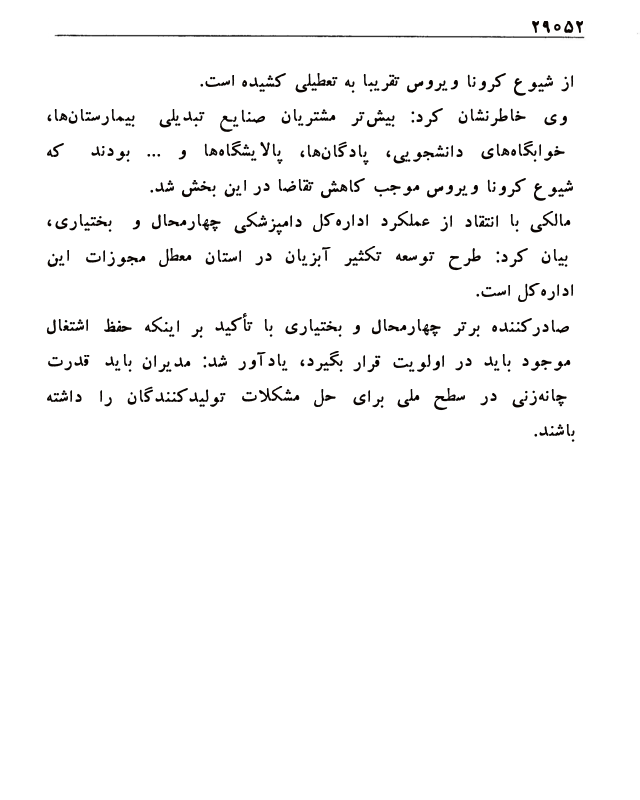 ۲۹۰۵۲
از شیوع کرونا ویروس تقریبا به تعطیلی کشیده است.
وی خاطرنشان کرد: بیش‌تر مشتریان صنایع تبدیلی بیمارستان‌ها،
خوابگاه‌های دانشجویی، پادگان‌ها، پالایشگاه‌ها و ... بودند که
شیوع کرونا ویروس موجب کاهش تقاضا در این بخش شد.
مالکی با انتقاد از عملکرد اداره‌کل دامپزشکی چهارمحال و بختیاری،
بیان کرد: طرح توسعه تکثیر آبزیان در استان معطل مجوزات این
اداره‌کل است.
صادرکننده برتر چهارمحال و بختیاری با تأکید بر اینکه حفظ اشتغال
موجود باید در اولویت قرار بگیرد، یادآور شد: مدیران باید قدرت
چانه‌زنی در سطح ملی برای حل مشکلات تولیدکنندگان را داشته
باشند.